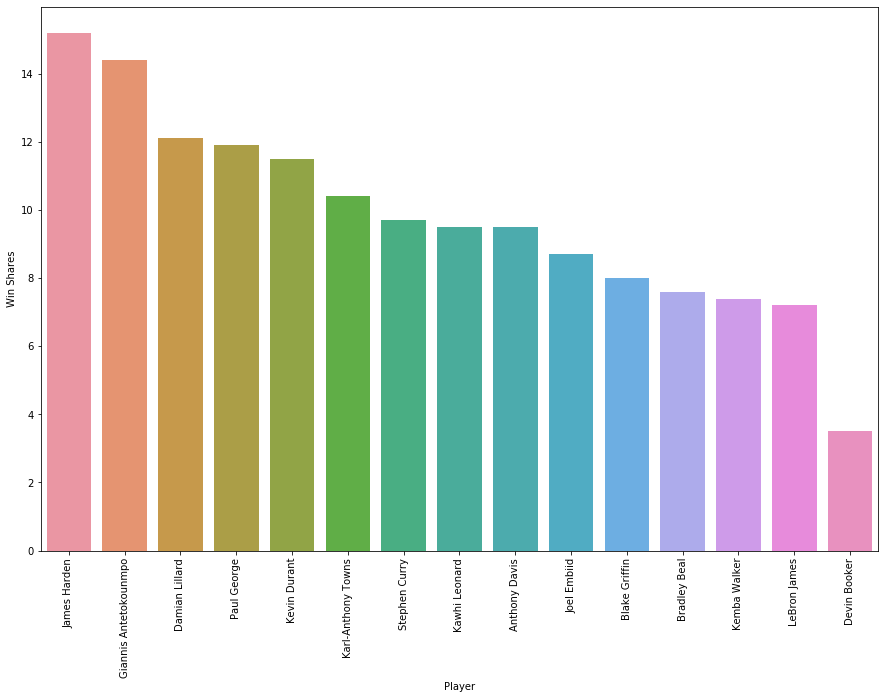 Win Shares
14
12
10
8
6
4
2
0
James Harden
Giannis Antetokounmpo
Damian Lillard
Paul George
Kevin Durant
Karl-Anthony Towns
Stephen Curry
Kawhi Leonard
Anthony Davis
Joel Embiid
Blake Griffin
Bradley Beal
Kemba Walker
LeBron James
Devin Booker
Player